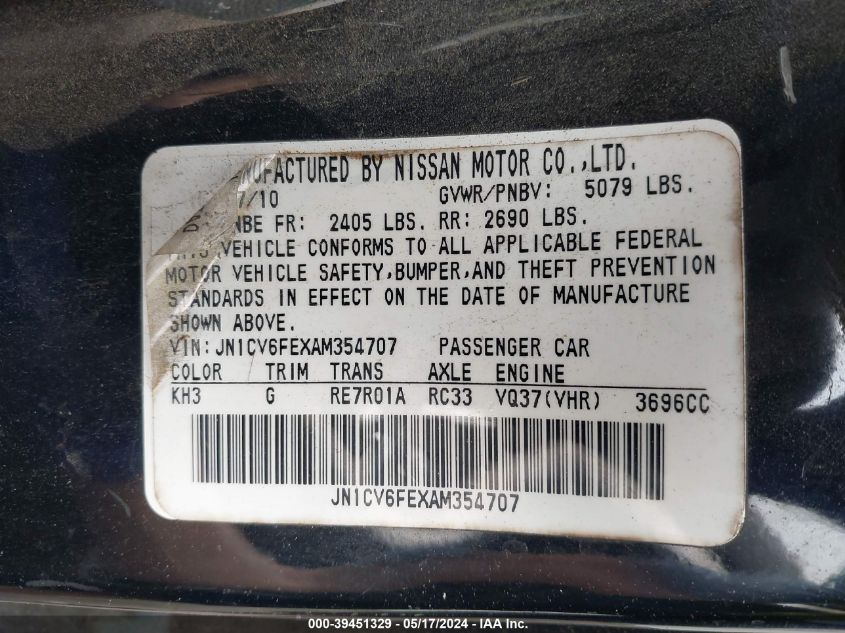 MANUFACTURED BY NISSAN MOTOR CO.,LTD.
7/10 GVWR/PNBV: 5079 LBS.
NBE FR: 2405 LBS. RR: 2690 LBS.
THIS VEHICLE CONFORMS TO ALL APPLICABLE FEDERAL
MOTOR VEHICLE SAFETY,BUMPER,AND THEFT PREVENTION
STANDARDS IN EFFECT ON THE DATE OF MANUFACTURE
SHOWN ABOVE.
VIN:JN1CV6FEXAM354707 PASSENGER CAR
COLOR TRIM TRANS AXLE ENGINE
KH3 G RE7R01A RC33 VQ37(VHR) 3696CC
JN1CV6FEXAM354707
000-39451329 - 05/17/2024 - IAA Inc.